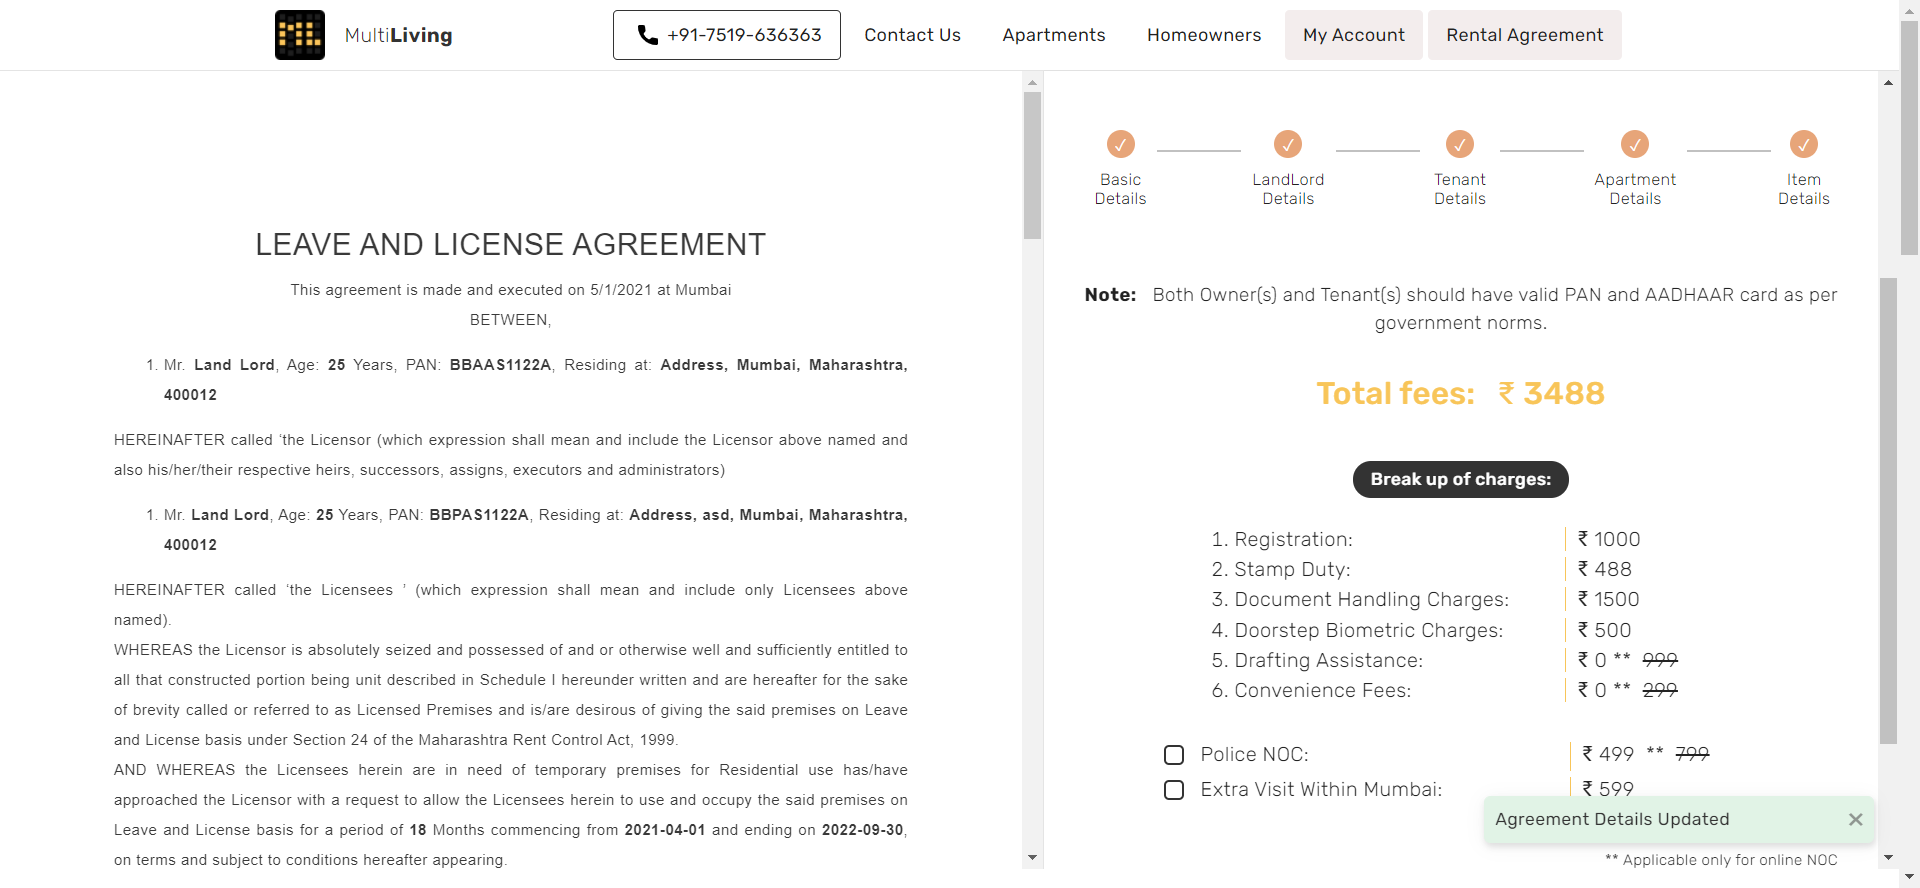 MultiLiving
+91-7519-636363
Contact Us
Apartments
Homeowners
My Account
Rental Agreement
LEAVE AND LICENSE AGREEMENT
This agreement is made and executed on 5/1/2021 at Mumbai
BETWEEN,
1. Mr. Land Lord, Age: 25 Years, PAN: BBAAS1122A, Residing at: Address, Mumbai, Maharashtra,
400012
HEREINAFTER called ‘the Licensor (which expression shall mean and include the Licensor above named and
also his/her/their respective heirs, successors, assigns, executors and administrators)
1. Mr. Land Lord, Age: 25 Years, PAN: BBPAS1122A, Residing at: Address, asd, Mumbai, Maharashtra,
400012
HEREINAFTER called ‘the Licensees ’ (which expression shall mean and include only Licensees above
named).
WHEREAS the Licensor is absolutely seized and possessed of and or otherwise well and sufficiently entitled to
all that constructed portion being unit described in Schedule I hereunder written and are hereafter for the sake
of brevity called or referred to as Licensed Premises and is/are desirous of giving the said premises on Leave
and License basis under Section 24 of the Maharashtra Rent Control Act, 1999.
AND WHEREAS the Licensees herein are in need of temporary premises for Residential use has/have
approached the Licensor with a request to allow the Licensees herein to use and occupy the said premises on
Leave and License basis for a period of 18 Months commencing from 2021-04-01 and ending on 2022-09-30,
on terms and subject to conditions hereafter appearing.
Basic
Details
LandLord
Details
Tenant
Details
Apartment
Details
Item
Details
Note: Both Owner(s) and Tenant(s) should have valid PAN and AADHAAR card as per
government norms.
Total fees: ₹ 3488
Break up of charges:
1. Registration: ₹ 1000
2. Stamp Duty: ₹ 488
3. Document Handling Charges: ₹ 1500
4. Doorstep Biometric Charges: ₹ 500
5. Drafting Assistance: ₹ 0 ** 999
6. Convenience Fees: ₹ 0 ** 299
Police NOC: ₹ 499 ** 799
Extra Visit Within Mumbai: ₹ 599
Agreement Details Updated
** Applicable only for online NOC